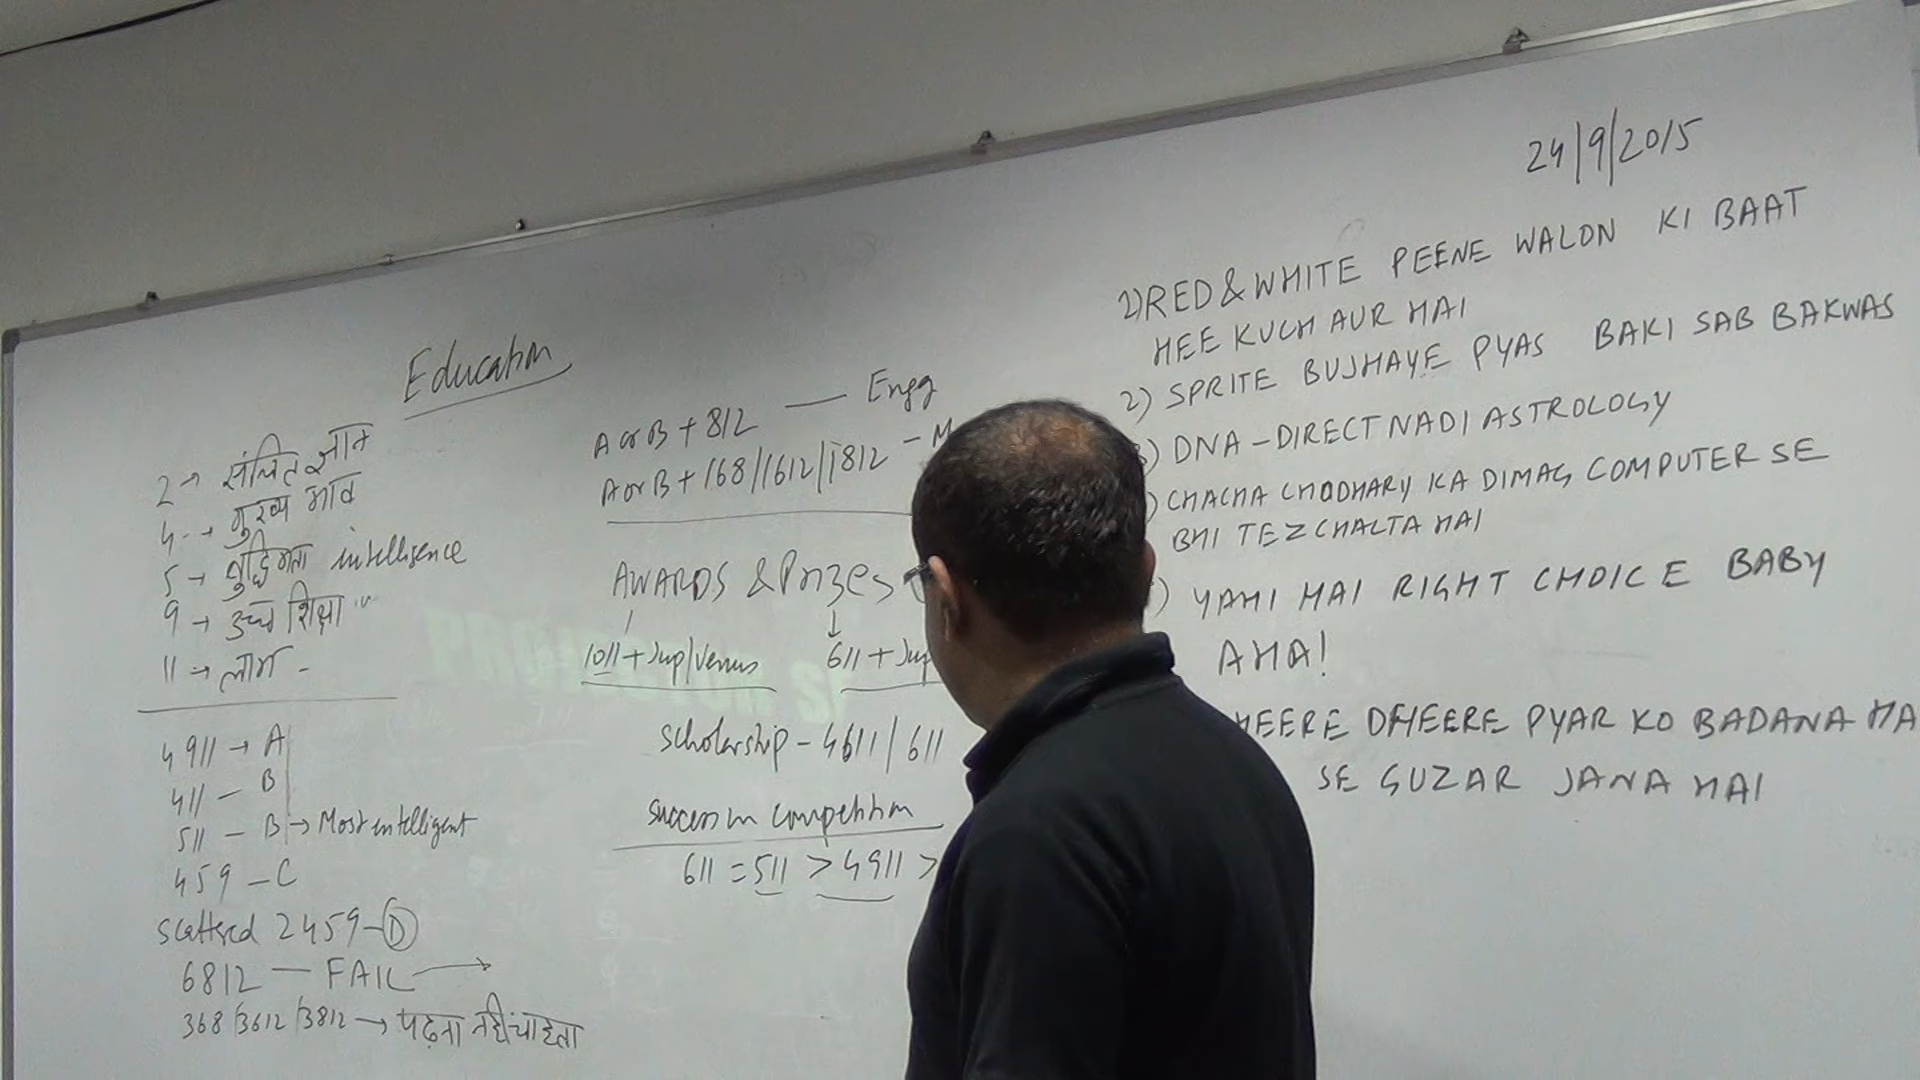 24/9/2015
Education
2 → संचित ज्ञान
4 → मुख्य भाव
5 → बुद्धिमता intelligence
9 → उच्च शिक्षा "
11 → लाभ -
4911 → A
411 - B
511 - B → Most intelligent
459 - C
Scattered 2459 - D
6812 — FAIL →
368/3612/3812 → पढ़ना नहीं चाहता
A or B + 812 — Engg
A or B + 168/1612/1812 - M
AWARDS & Prizes
1011 + Jup/Venus 611 + Jup
Scholarship - 4611/611
Success in competition
611 = 511 > 4911 >
1) RED & WHITE PEENE WALON KI BAAT
HEE KUCH AUR HAI
2) SPRITE BUJHAYE PYAS BAKI SAB BAKWAS
3) DNA - DIRECT NADI ASTROLOGY
) CHACHA CHODHARY KA DIMAG COMPUTER SE
BHI TEZ CHALTA HAI
) YAHI HAI RIGHT CHOICE BABY
AHA!
HEERE DHEERE PYAR KO BADANA HA
SE GUZAR JANA HAI